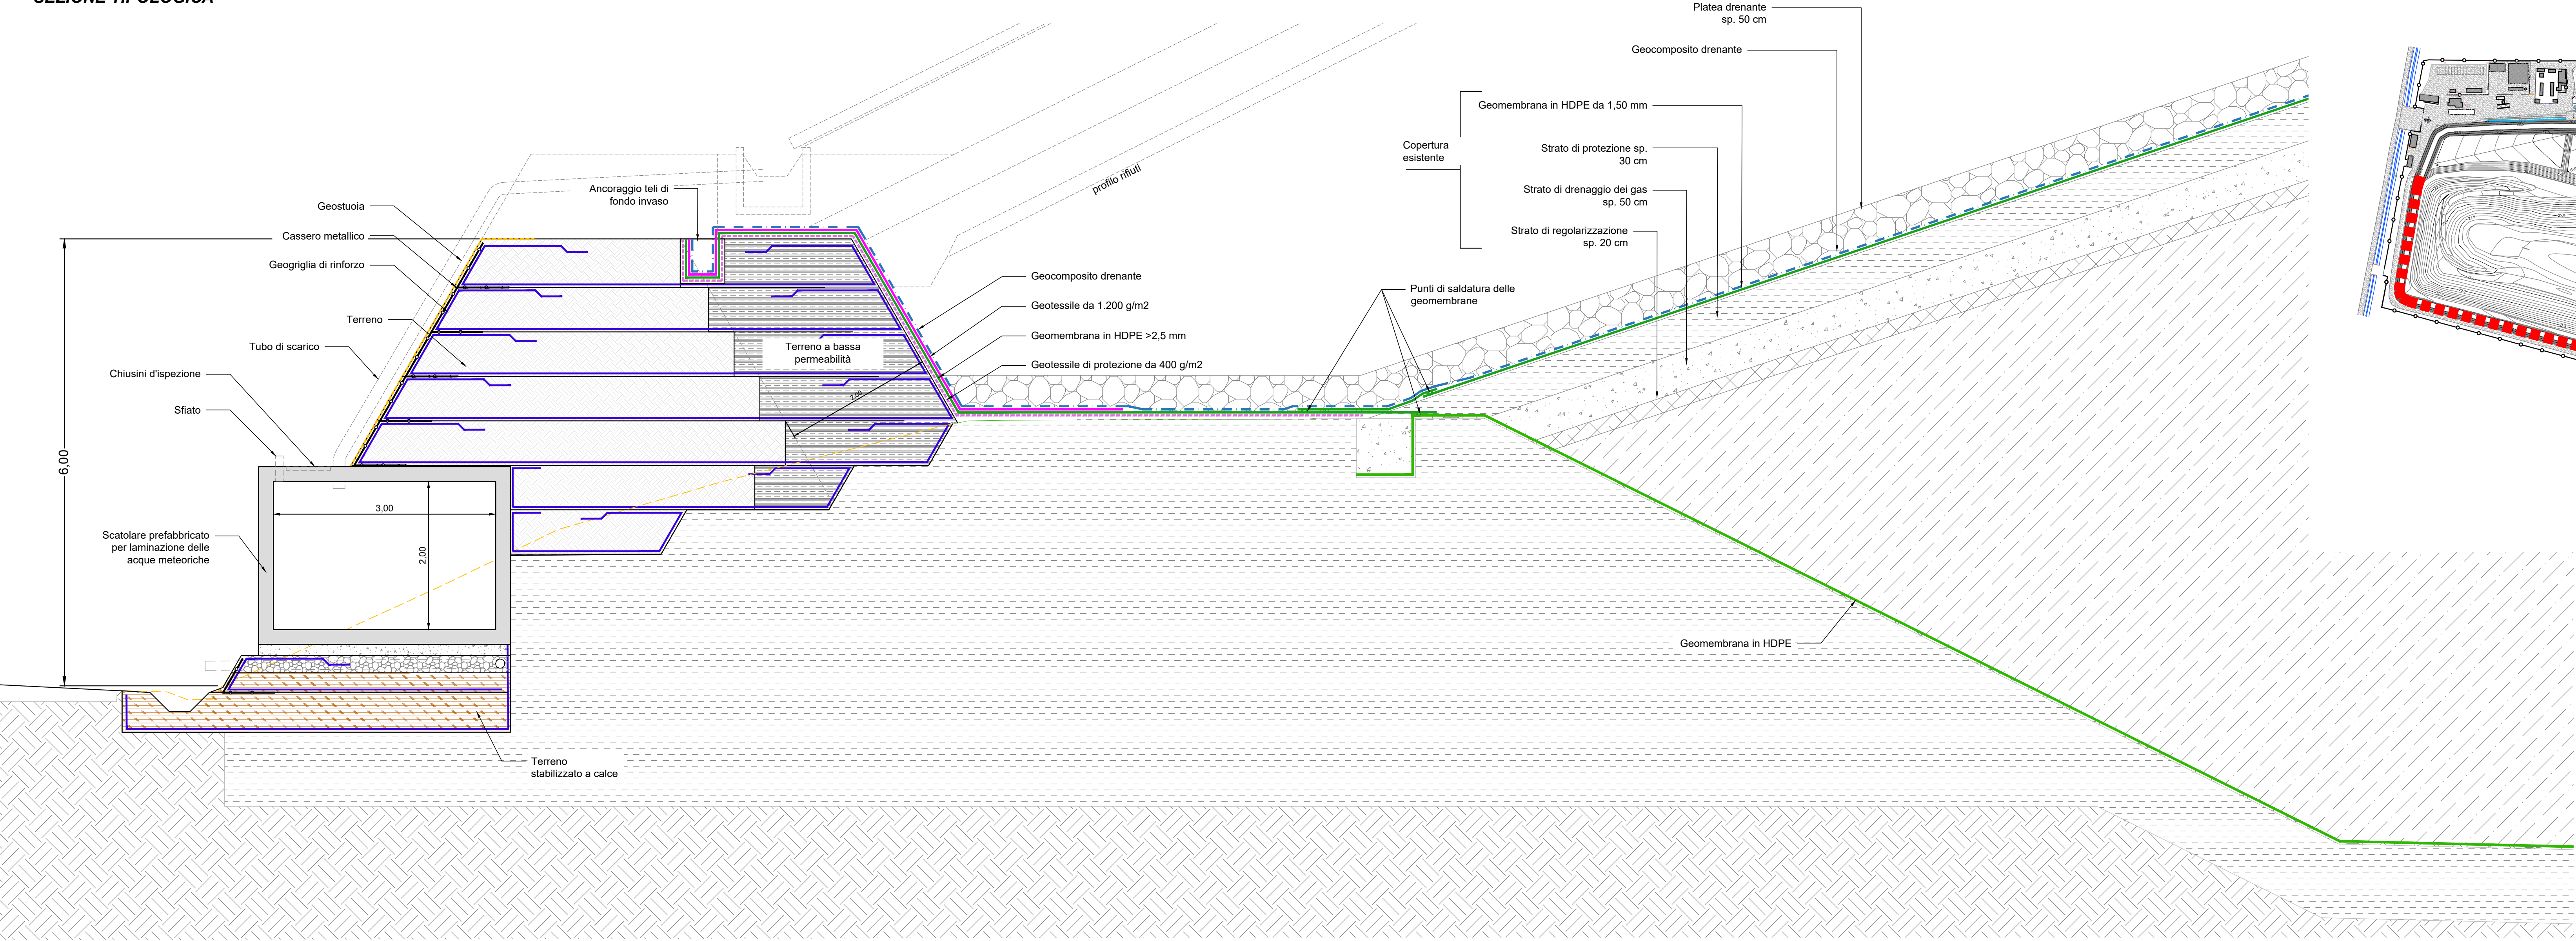 SEZIONE TIPOLOGICA
Platea drenante
sp. 50 cm
Geocomposito drenante
Geomembrana in HDPE da 1,50 mm
Copertura
esistente
Strato di protezione sp.
30 cm
Strato di drenaggio dei gas
sp. 50 cm
Strato di regolarizzazione
sp. 20 cm
profilo rifiuti
Ancoraggio teli di
fondo invaso
Geostuoia
Cassero metallico
Geogriglia di rinforzo
Terreno
Tubo di scarico
Chiusini d'ispezione
Sfiato
6,00
Geocomposito drenante
Geotessile da 1.200 g/m2
Geomembrana in HDPE >2,5 mm
Geotessile di protezione da 400 g/m2
Punti di saldatura delle
geomembrane
Terreno a bassa
permeabilità
2,00
3,00
2,00
Scatolare prefabbricato
per laminazione delle
acque meteoriche
Geomembrana in HDPE
Terreno
stabilizzato a calce